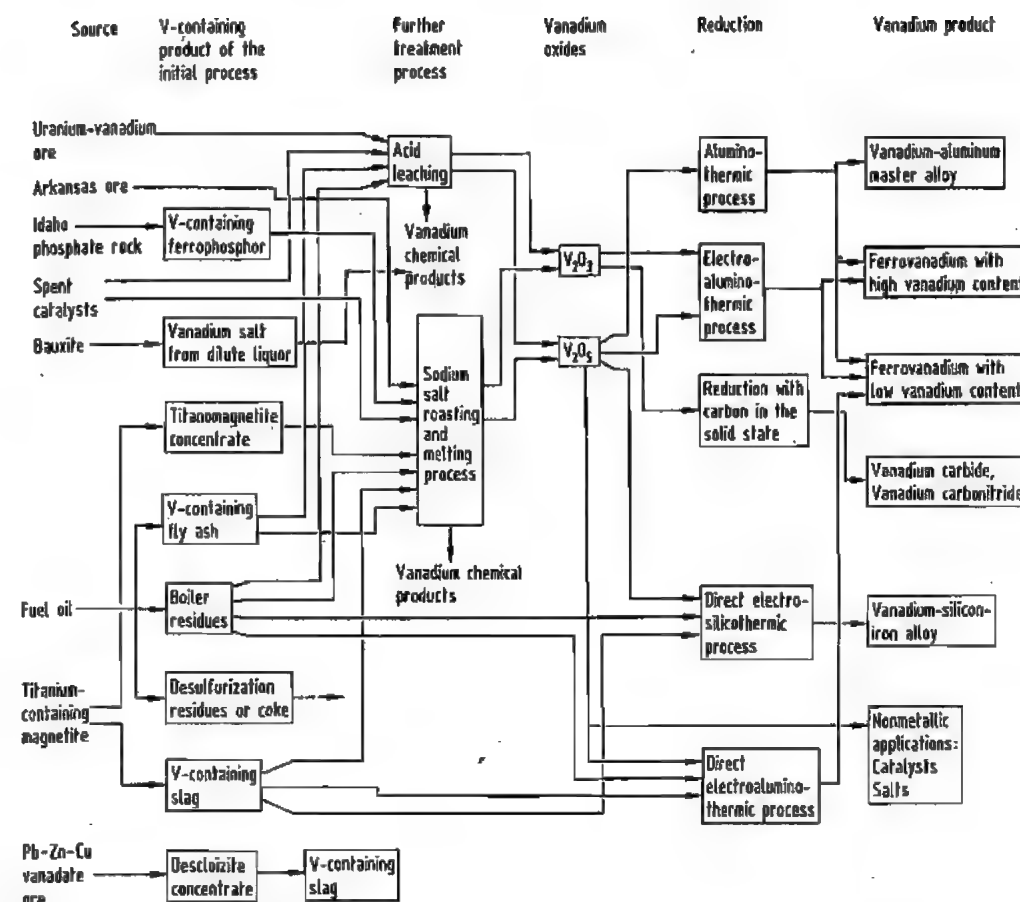 Source
V-containing
product of the
initial process
Further
treatment
process
Vanadium
oxides
Reduction
Vanadium product
Uranium-vanadium
ore
Arkansas ore
Idaho
phosphate rock
Spent
catalysts
Bauxite
Fuel oil
Titanium-
containing
magnetite
Pb-Zn-Cu
vanadate
ore
V-containing
ferrophosphor
Vanadium salt
from dilute liquor
Titanomagnetite
concentrate
V-containing
fly ash
Boiler
residues
Desulfurization
residues or coke
V-containing
slag
Descloizite
concentrate
V-containing
slag
Acid
leaching
Vanadium
chemical
products
Sodium
salt
roasting
and
melting
process
Vanadium chemical
products
V₂O₃
V₂O₅
Alumino-
thermic
process
Electro-
alumino-
thermic
process
Reduction with
carbon in the
solid state
Direct electro-
silicothermic
process
Direct
electroalumino-
thermic process
Vanadium-aluminum
master alloy
Ferrovanadium with
high vanadium content
Ferrovanadium with
low vanadium content
Vanadium carbide,
Vanadium carbonitride
Vanadium-silicon-
iron alloy
Nonmetallic
applications:
Catalysts
Salts